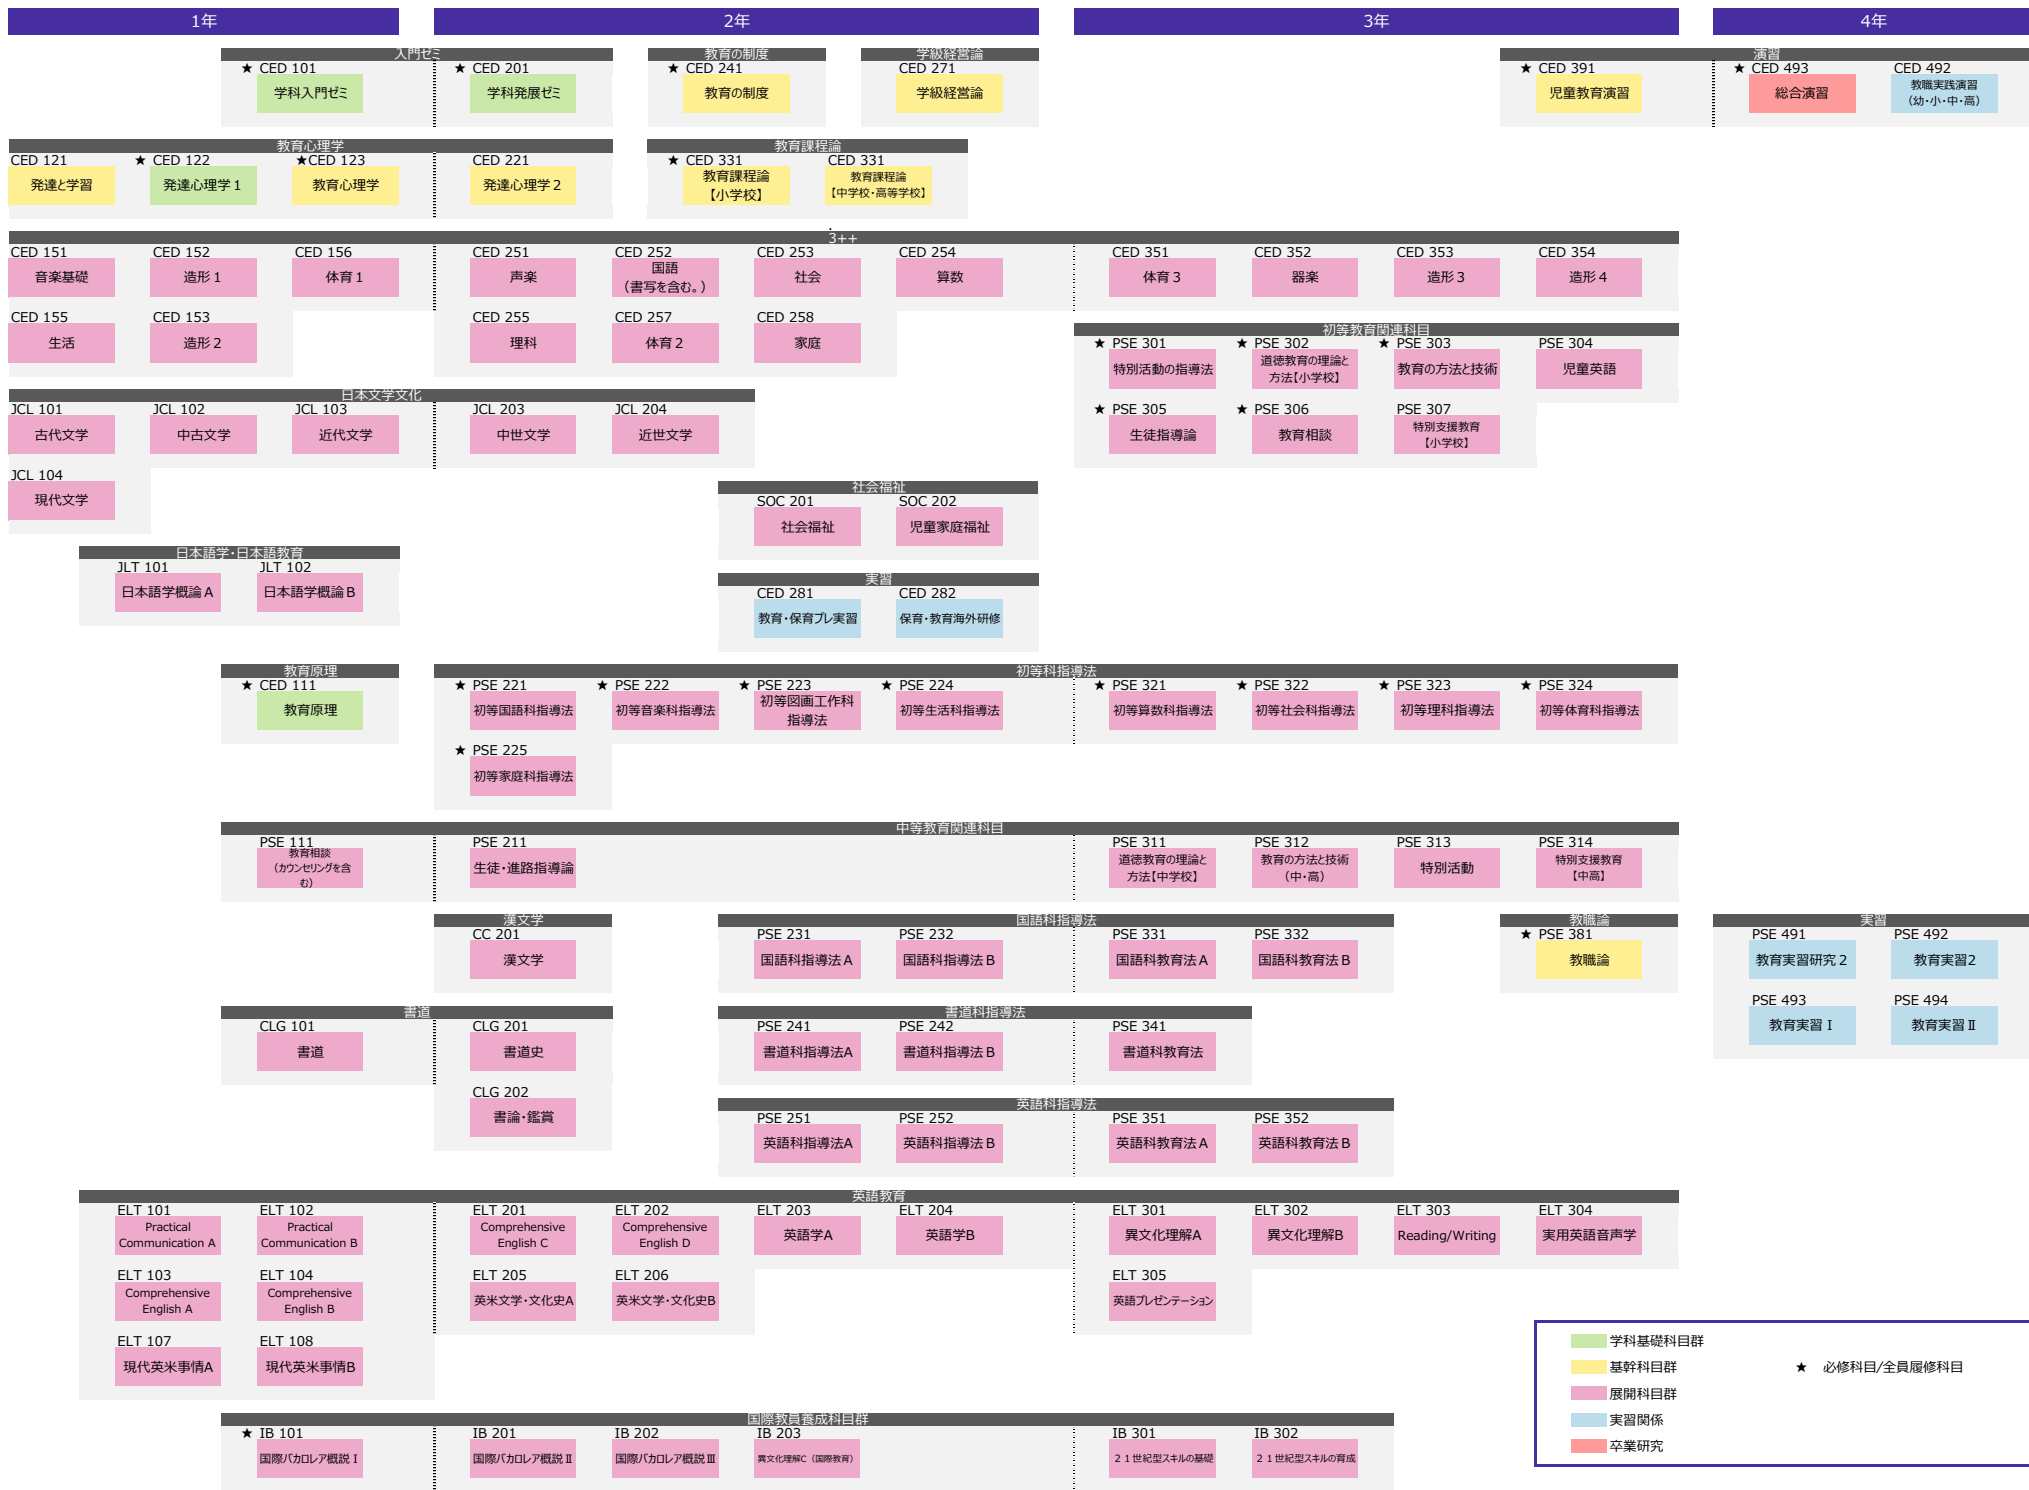 1年
2年
3年
4年
入門ゼミ
教育の制度
学級経営論
演習
★ CED 101
★ CED 201
★ CED 241
CED 271
★ CED 391
★ CED 493
CED 492
学科入門ゼミ
学科発展ゼミ
教育の制度
学級経営論
児童教育演習
総合演習
教職実践演習
(幼・小・中・高)
教育心理学
教育課程論
CED 121
★ CED 122
★CED 123
CED 221
★ CED 331
CED 331
発達と学習
発達心理学1
教育心理学
発達心理学2
教育課程論
【小学校】
教育課程論
【中学校・高等学校】
3++
CED 151
CED 152
CED 156
CED 251
CED 252
CED 253
CED 254
CED 351
CED 352
CED 353
CED 354
音楽基礎
造形1
体育1
声楽
国語
(書写を含む。)
社会
算数
体育3
器楽
造形3
造形4
CED 155
CED 153
CED 255
CED 257
CED 258
生活
造形2
理科
体育2
家庭
初等教育関連科目
★ PSE 301
★ PSE 302
★ PSE 303
PSE 304
特別活動の指導法
道徳教育の理論と
方法【小学校】
教育の方法と技術
児童英語
★ PSE 305
★ PSE 306
PSE 307
生徒指導論
教育相談
特別支援教育
【小学校】
日本文学文化
JCL 101
JCL 102
JCL 103
JCL 203
JCL 204
古代文学
中古文学
近代文学
中世文学
近世文学
JCL 104
現代文学
社会福祉
SOC 201
SOC 202
社会福祉
児童家庭福祉
日本語学・日本語教育
JLT 101
JLT 102
日本語学概論A
日本語学概論B
実習
CED 281
CED 282
教育・保育プレ実習
保育・教育海外研修
教育原理
★ CED 111
教育原理
初等科指導法
★ PSE 221
★ PSE 222
★ PSE 223
★ PSE 224
★ PSE 321
★ PSE 322
★ PSE 323
★ PSE 324
初等国語科指導法
初等音楽科指導法
初等図画工作科
指導法
初等生活科指導法
初等算数科指導法
初等社会科指導法
初等理科指導法
初等体育科指導法
★ PSE 225
初等家庭科指導法
中等教育関連科目
PSE 111
PSE 211
PSE 311
PSE 312
PSE 313
PSE 314
教育相談
(カウンセリングを含
む)
生徒・進路指導論
道徳教育の理論と
方法【中学校】
教育の方法と技術
(中・高)
特別活動
特別支援教育
【中高】
漢文学
CC 201
漢文学
国語科指導法
PSE 231
PSE 232
PSE 331
PSE 332
国語科指導法A
国語科指導法B
国語科教育法A
国語科教育法B
教職論
★ PSE 381
教職論
実習
PSE 491
PSE 492
教育実習研究2
教育実習2
PSE 493
PSE 494
教育実習Ⅰ
教育実習Ⅱ
書道
CLG 101
CLG 201
書道
書道史
CLG 202
書論・鑑賞
書道科指導法
PSE 241
PSE 242
PSE 341
書道科指導法A
書道科指導法B
書道科教育法
英語科指導法
PSE 251
PSE 252
PSE 351
PSE 352
英語科指導法A
英語科指導法B
英語科教育法A
英語科教育法B
英語教育
ELT 101
ELT 102
ELT 201
ELT 202
ELT 203
ELT 204
ELT 301
ELT 302
ELT 303
ELT 304
Practical
Communication A
Practical
Communication B
Comprehensive
English C
Comprehensive
English D
英語学A
英語学B
異文化理解A
異文化理解B
Reading/Writing
実用英語音声学
ELT 103
ELT 104
ELT 205
ELT 206
ELT 305
Comprehensive
English A
Comprehensive
English B
英米文学・文化史A
英米文学・文化史B
英語プレゼンテーション
ELT 107
ELT 108
現代英米事情A
現代英米事情B
国際教員養成科目群
★ IB 101
IB 201
IB 202
IB 203
IB 301
IB 302
国際バカロレア概説Ⅰ
国際バカロレア概説Ⅱ
国際バカロレア概説Ⅲ
異文化理解C(国際教育)
21世紀型スキルの基礎
21世紀型スキルの育成
学科基礎科目群
基幹科目群
★ 必修科目/全員履修科目
展開科目群
実習関係
卒業研究